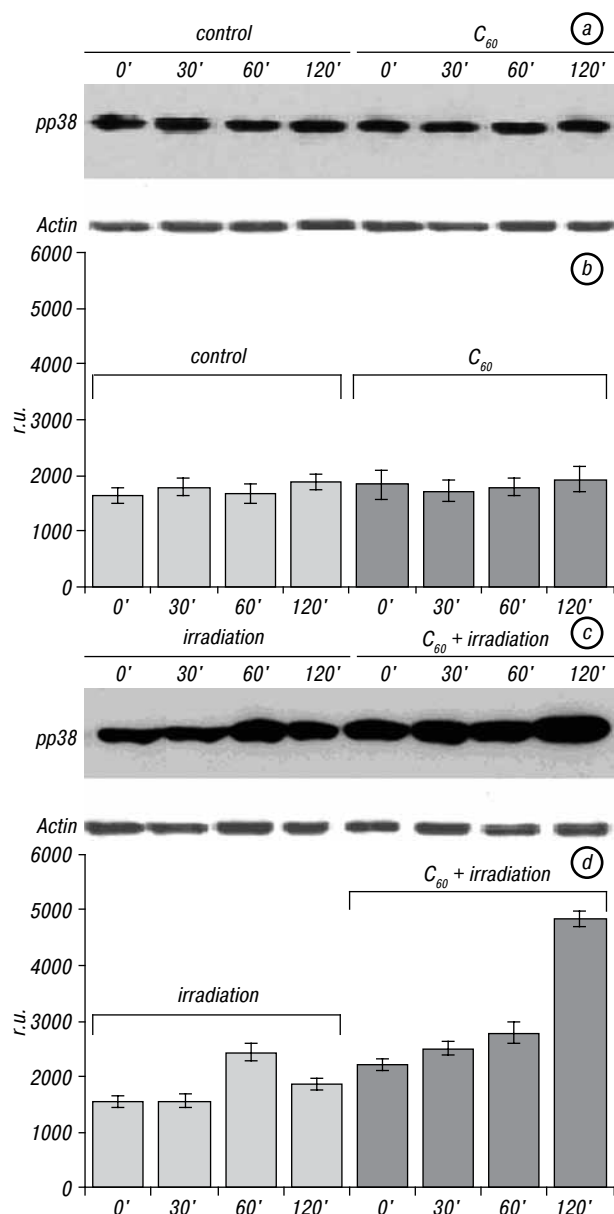 control C₆₀ a
0' 30' 60' 120' 0' 30' 60' 120'
pp38
Actin
6000 b
5000
4000 control C₆₀
r.u.
3000
2000
1000
0
0' 30' 60' 120' 0' 30' 60' 120'
irradiation C₆₀ + irradiation c
0' 30' 60' 120' 0' 30' 60' 120'
pp38
Actin
6000 d
C₆₀ + irradiation
5000
4000
irradiation
r.u.
3000
2000
1000
0
0' 30' 60' 120' 0' 30' 60' 120'